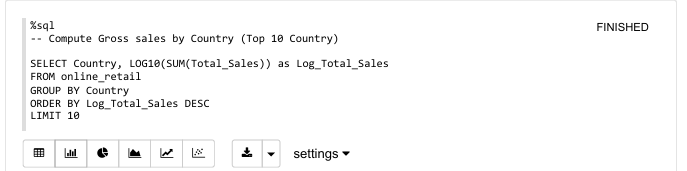 %sql
FINISHED
-- Compute Gross sales by Country (Top 10 Country)
SELECT Country, LOG10(SUM(Total_Sales)) as Log_Total_Sales
FROM online_retail
GROUP BY Country
ORDER BY Log_Total_Sales DESC
LIMIT 10
settings